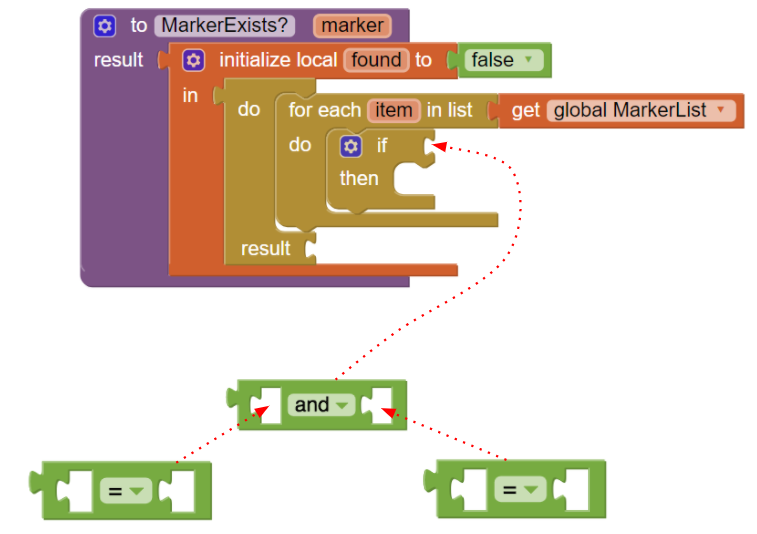 to MarkerExists? marker
result initialize local found to false
in do for each item in list get global MarkerList
do if
then
result
and
= =